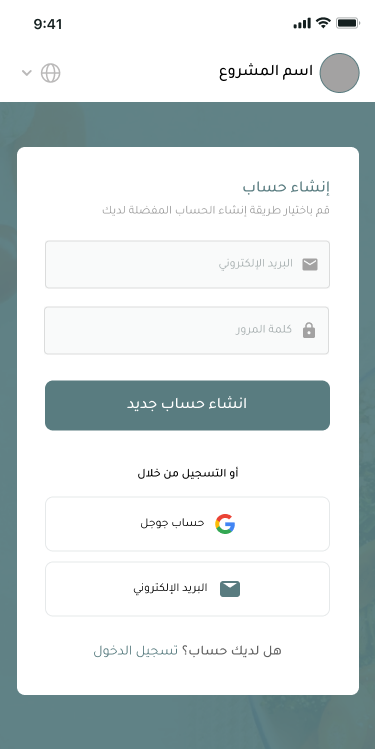 9:41
اسم المشروع
إنشاء حساب
قم باختيار طريقة إنشاء الحساب المفضلة لديك
البريد الإلكتروني
كلمة المرور
انشاء حساب جديد
أو التسجيل من خلال
حساب جوجل
البريد الإلكتروني
هل لديك حساب؟ تسجيل الدخول